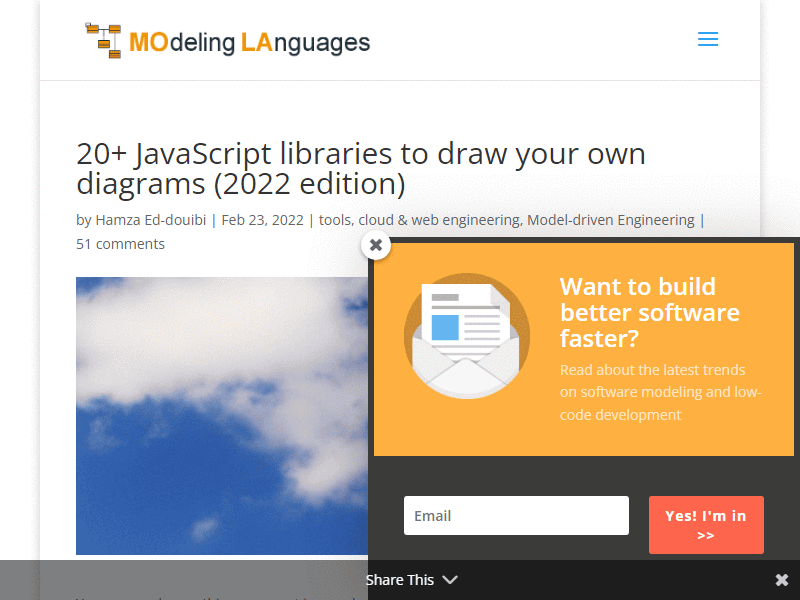 MOdeling LAnguages
20+ JavaScript libraries to draw your own
diagrams (2022 edition)
by Hamza Ed-douibi | Feb 23, 2022 | tools, cloud & web engineering, Model-driven Engineering |
51 comments
Want to build
better software
faster?
Read about the latest trends
on software modeling and low-
code development
Email
Yes! I'm in
>>
Share This